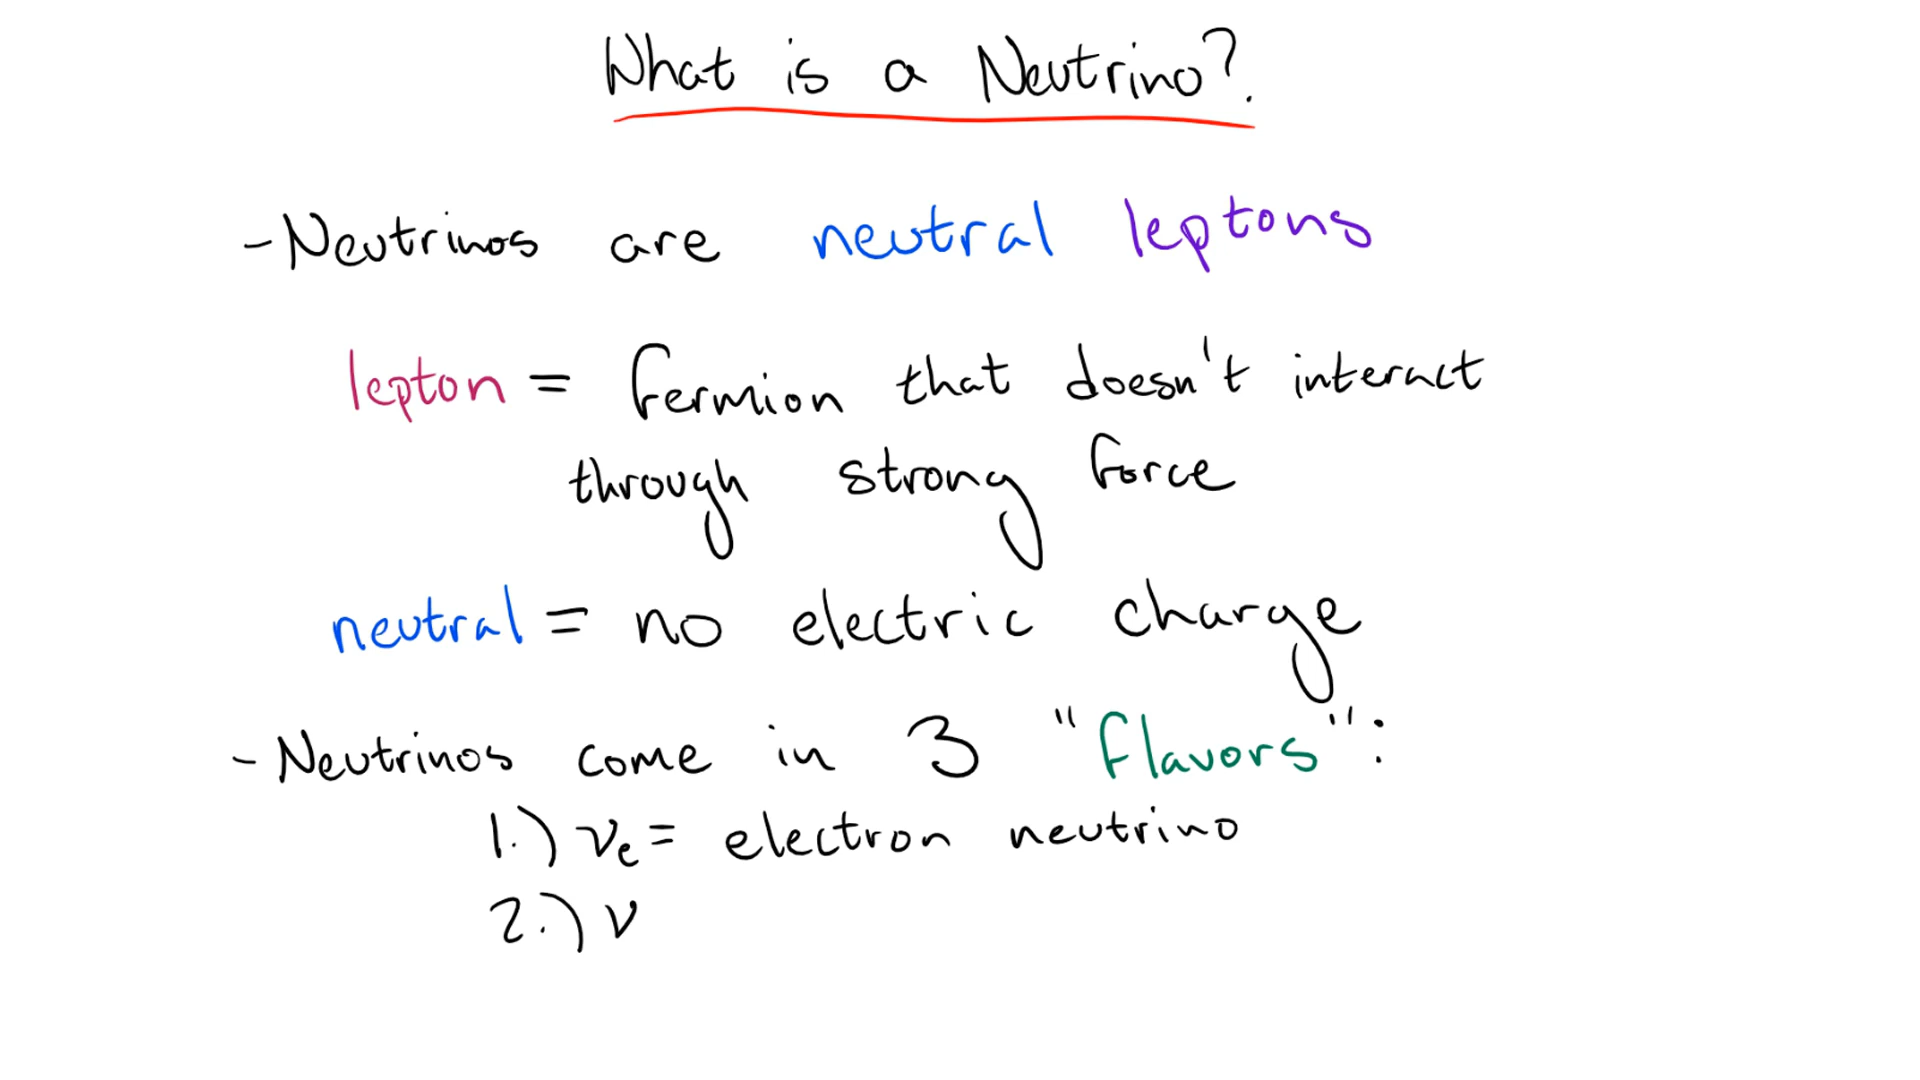 What is a Neutrino?
- Neutrinos are neutral leptons
lepton = fermion that doesn't interact
through strong force
neutral = no electric charge
- Neutrinos come in 3 "flavors":
1.) νe = electron neutrino
2.) ν